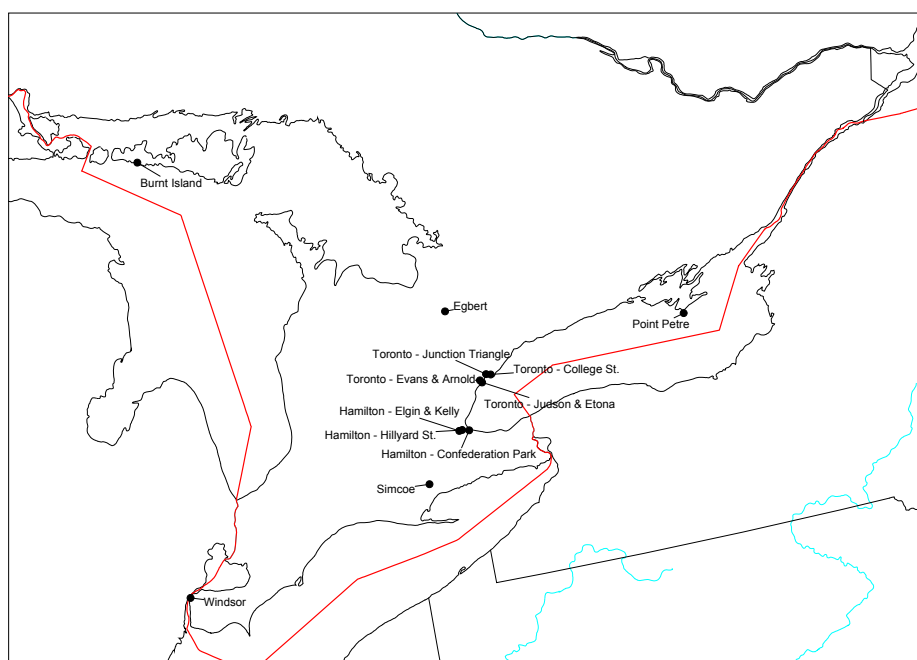 Burnt Island
Egbert
Point Petre
Toronto - Junction Triangle
Toronto - College St.
Toronto - Evans & Arnold
Toronto - Judson & Etona
Hamilton - Elgin & Kelly
Hamilton - Hillyard St.
Hamilton - Confederation Park
Simcoe
Windsor